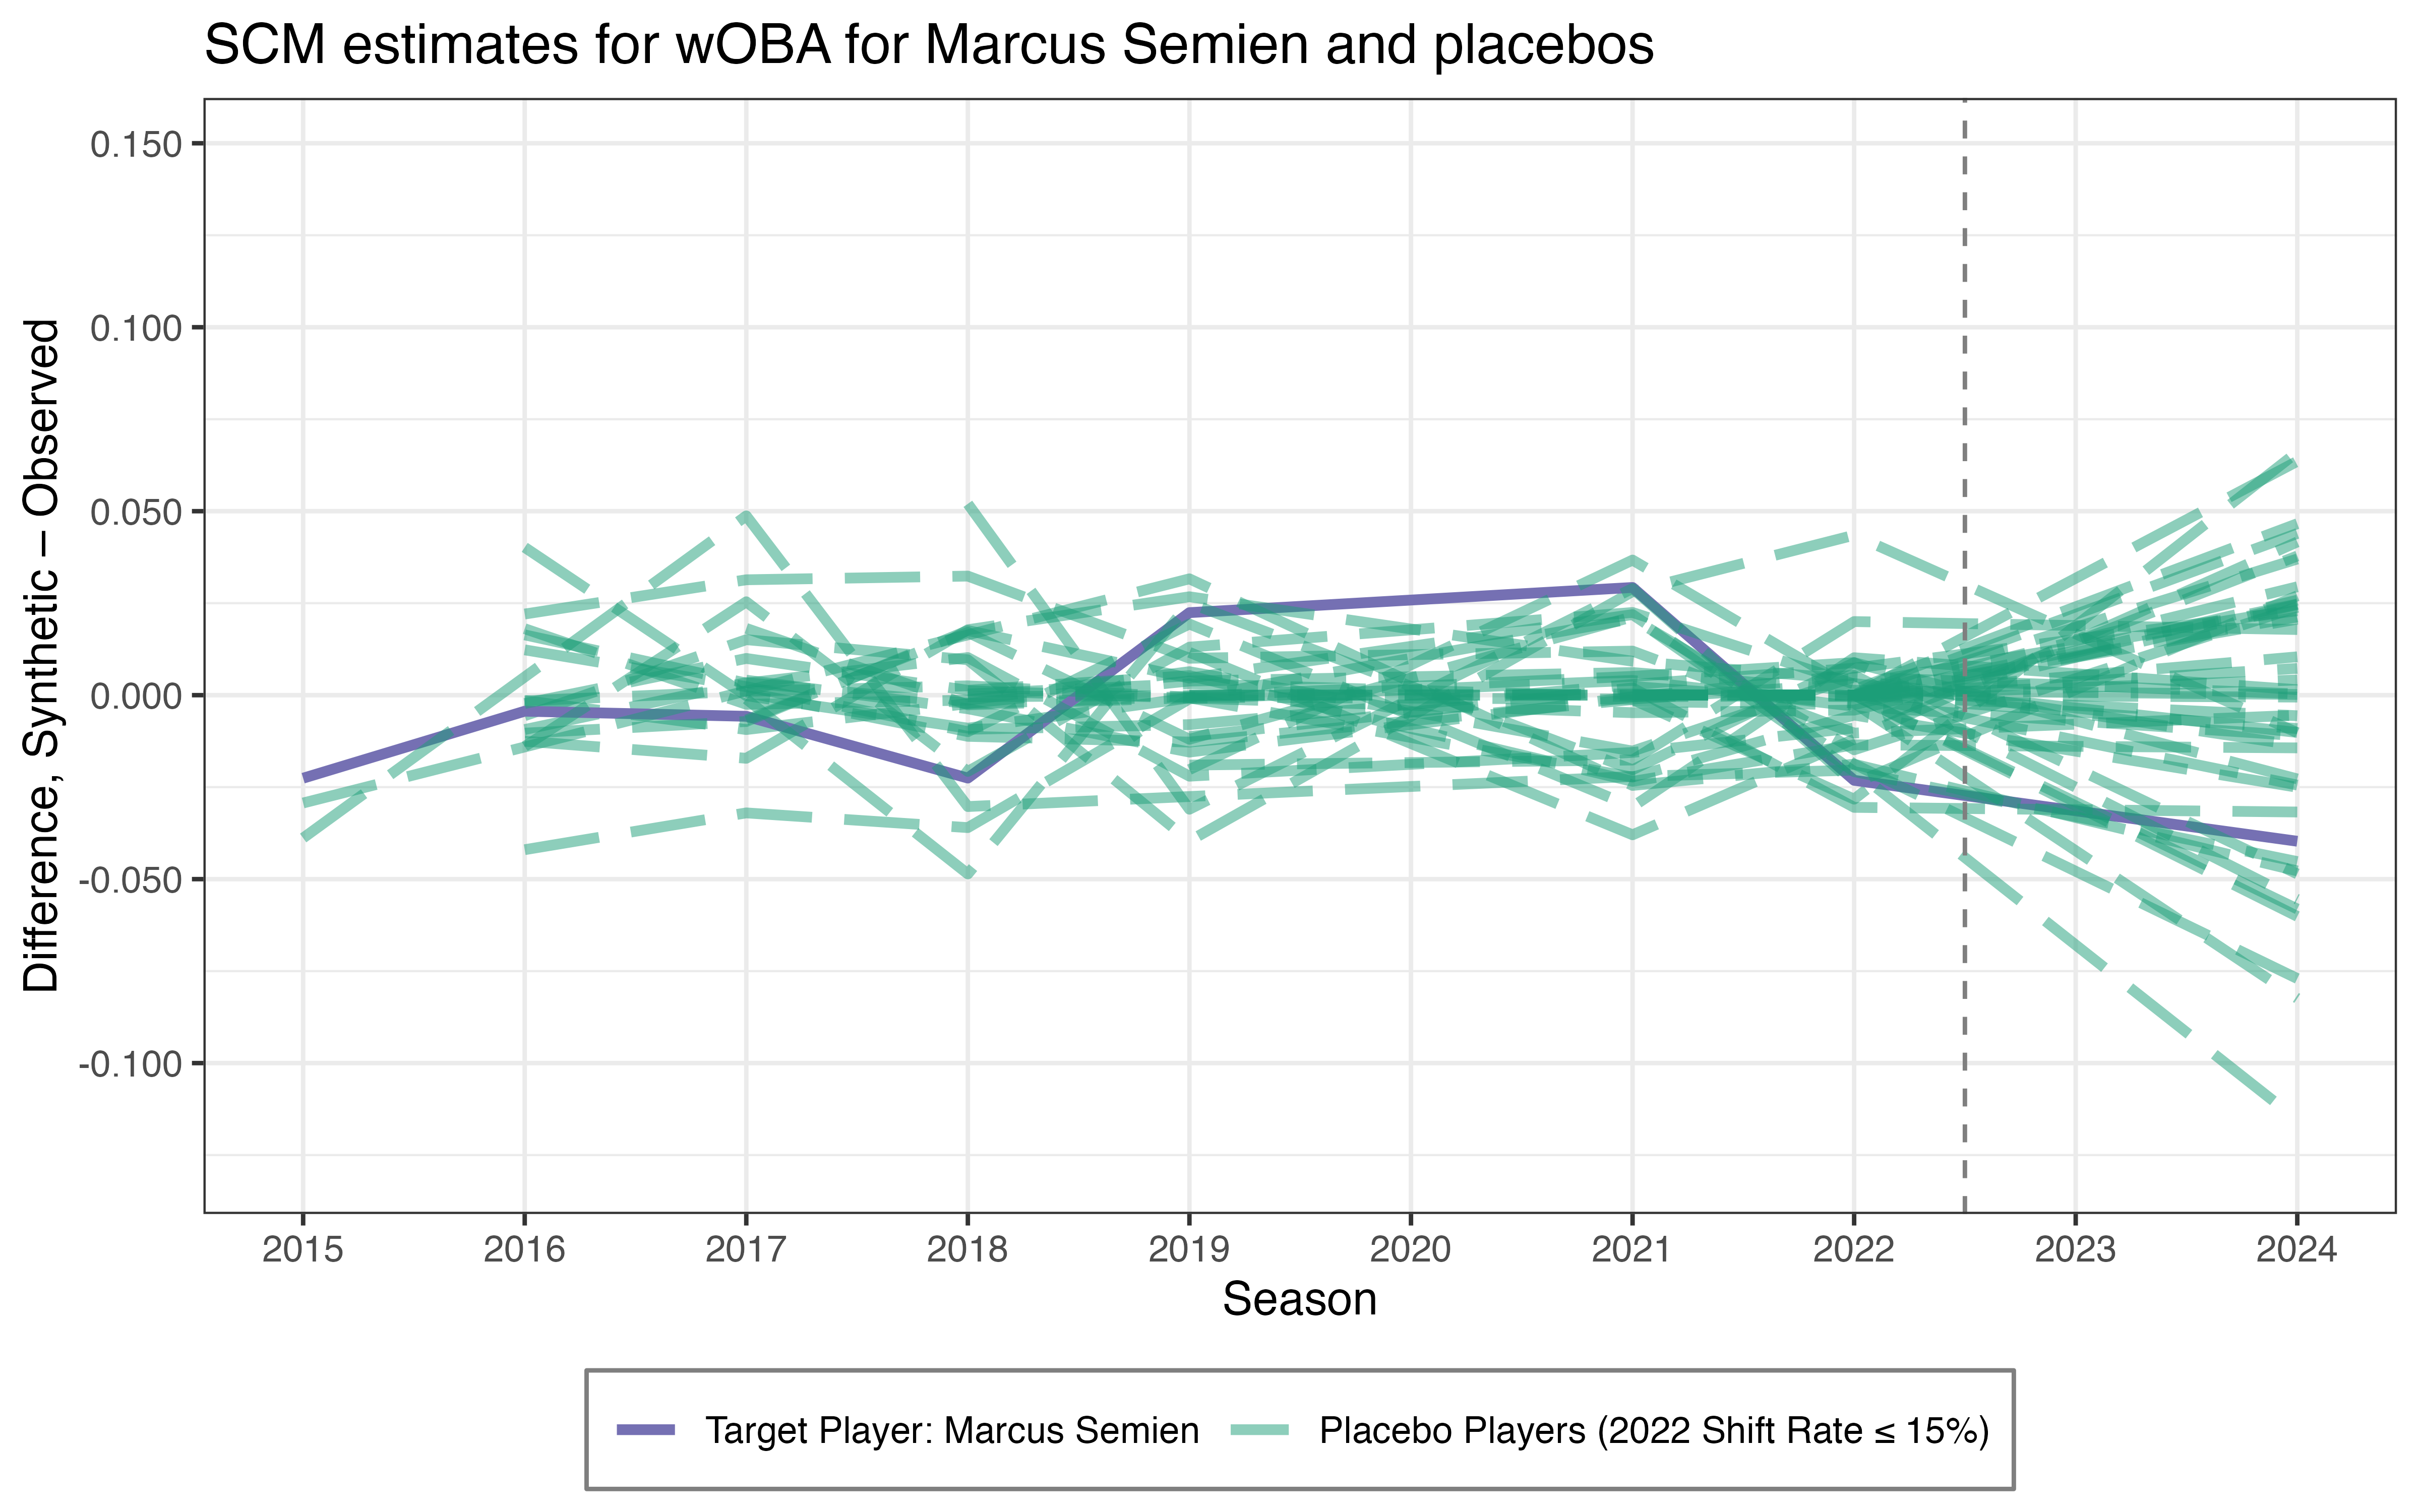 SCM estimates for wOBA for Marcus Semien and placebos
Difference, Synthetic − Observed
0.150
0.100
0.050
0.000
-0.050
-0.100
2015 2016 2017 2018 2019 2020 2021 2022 2023 2024
Season
Target Player: Marcus Semien Placebo Players (2022 Shift Rate ≤ 15%)